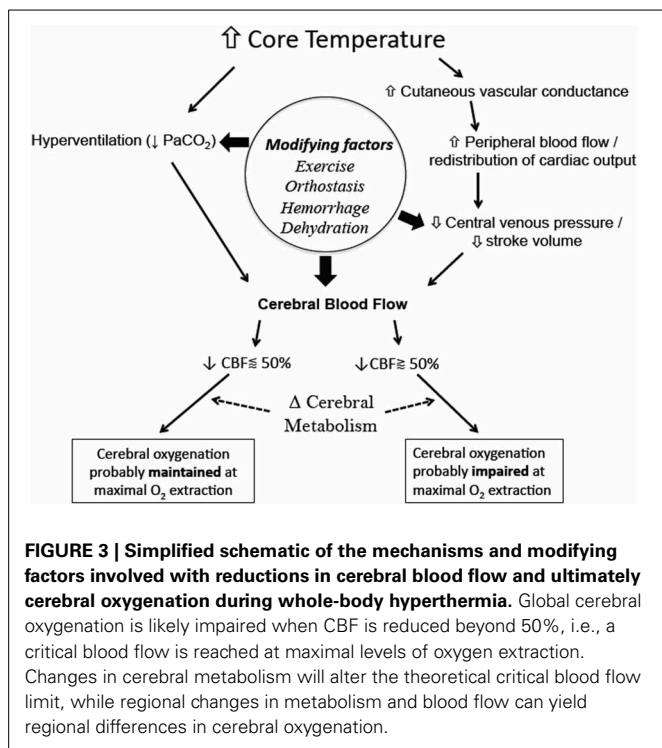 ⇧ Core Temperature
⇧ Cutaneous vascular conductance
Hyperventilation (↓ PaCO₂)
Modifying factors
Exercise
Orthostasis
Hemorrhage
Dehydration
⇧ Peripheral blood flow /
redistribution of cardiac output
⇩ Central venous pressure /
⇩ stroke volume
Cerebral Blood Flow
↓ CBF≦ 50%
↓CBF≧ 50%
Δ Cerebral
Metabolism
Cerebral oxygenation
probably maintained at
maximal O₂ extraction
Cerebral oxygenation
probably impaired at
maximal O₂ extraction
FIGURE 3 | Simplified schematic of the mechanisms and modifying
factors involved with reductions in cerebral blood flow and ultimately
cerebral oxygenation during whole-body hyperthermia. Global cerebral
oxygenation is likely impaired when CBF is reduced beyond 50%, i.e., a
critical blood flow is reached at maximal levels of oxygen extraction.
Changes in cerebral metabolism will alter the theoretical critical blood flow
limit, while regional changes in metabolism and blood flow can yield
regional differences in cerebral oxygenation.